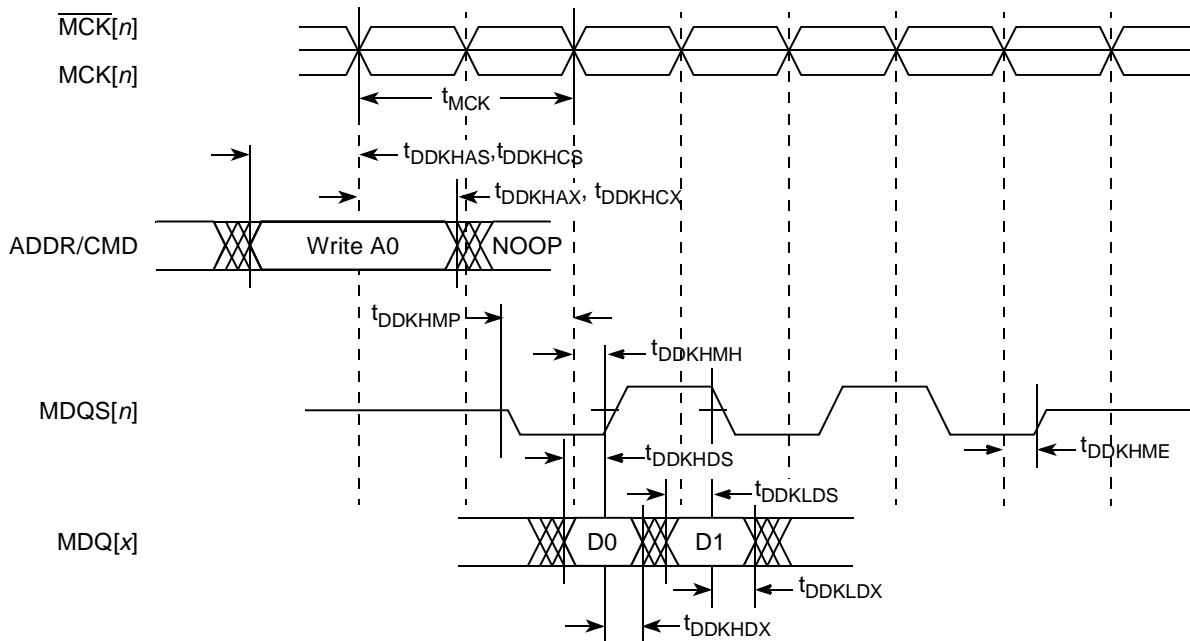 MCK[n]
MCK[n]
tMCK
tDDKHAS,tDDKHCS
tDDKHAX, tDDKHCX
ADDR/CMD
Write A0
NOOP
tDDKHMP
tDDKHMH
MDQS[n]
tDDKHDS
tDDKHME
tDDKLDS
MDQ[x]
D0
D1
tDDKLDX
tDDKHDX